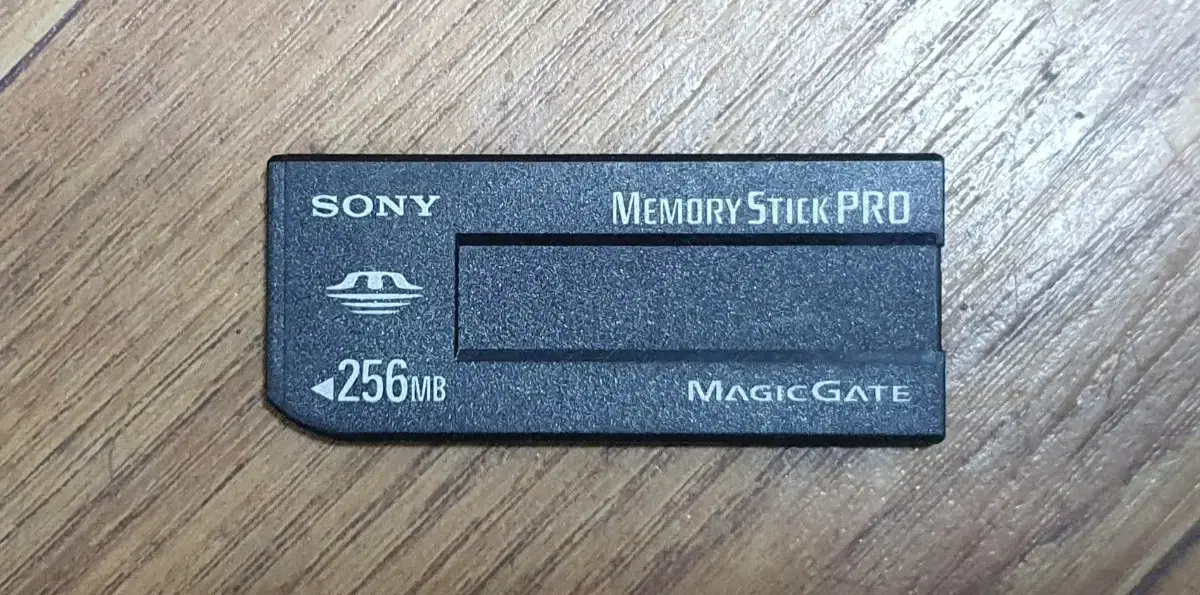 SONY
MEMORY STICK PRO
256MB
MAGICGATE